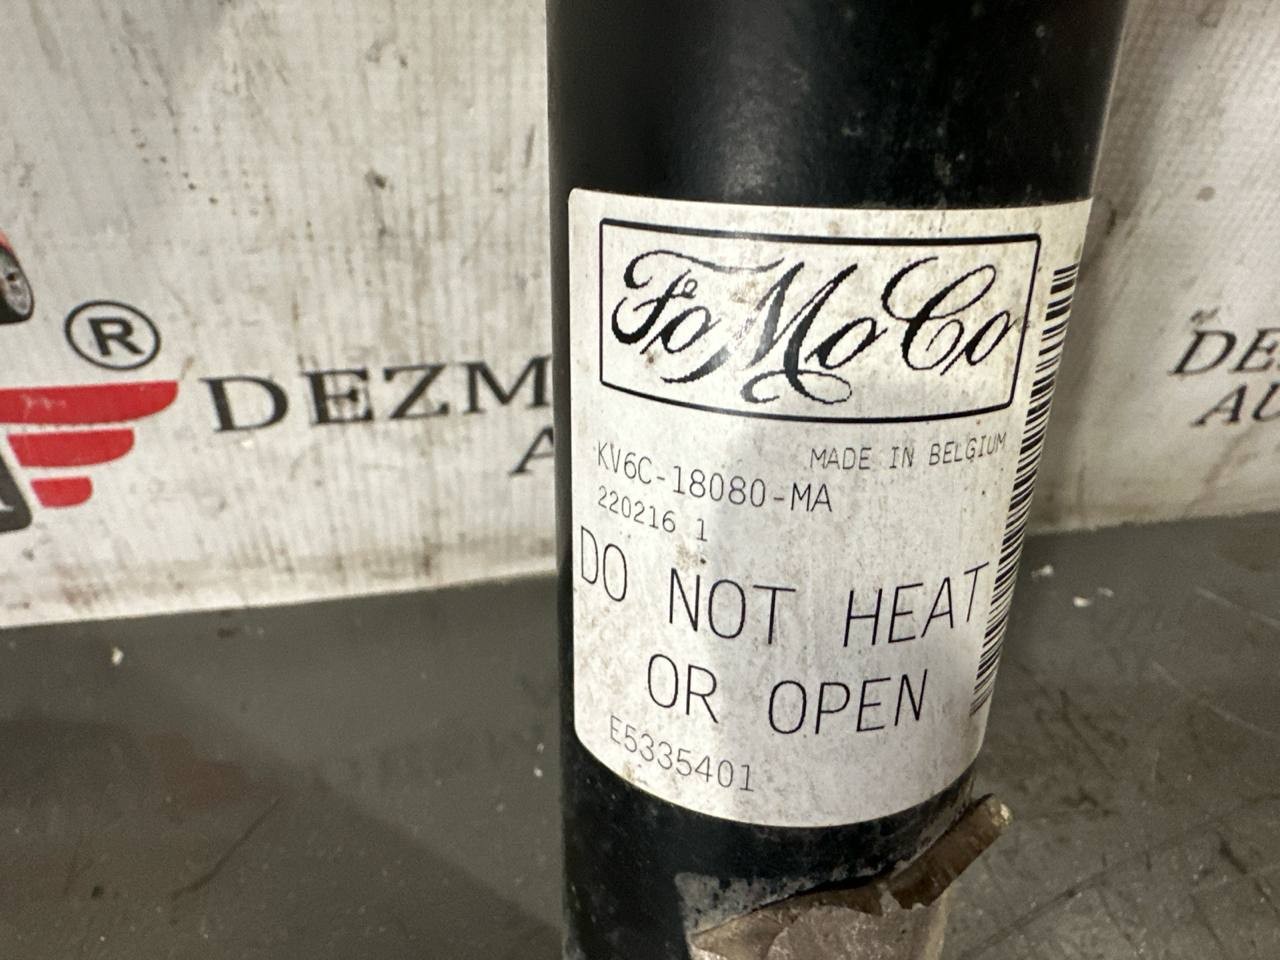 FoMoCo
MADE IN BELGIUM
KV6C-18080-MA
220216 1
DO NOT HEAT
OR OPEN
E5335401
®
DEZM
A
DE
AU